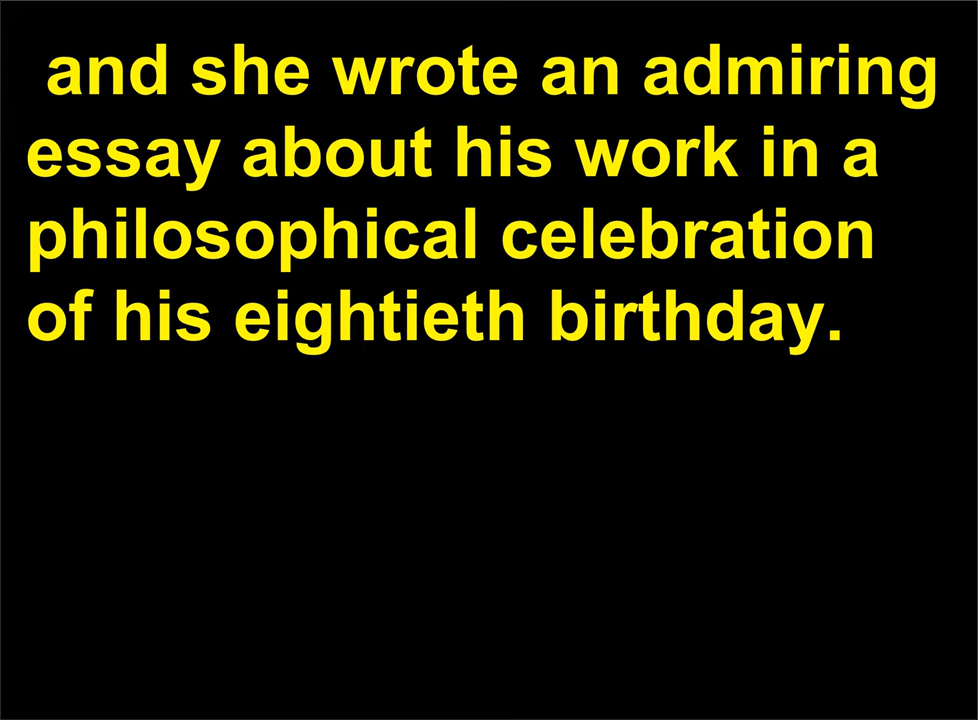 and she wrote an admiring
essay about his work in a
philosophical celebration
of his eightieth birthday.